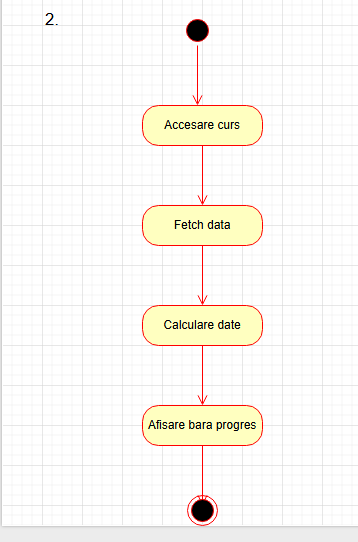 2.
Accesare curs
Fetch data
Calculare date
Afisare bara progres